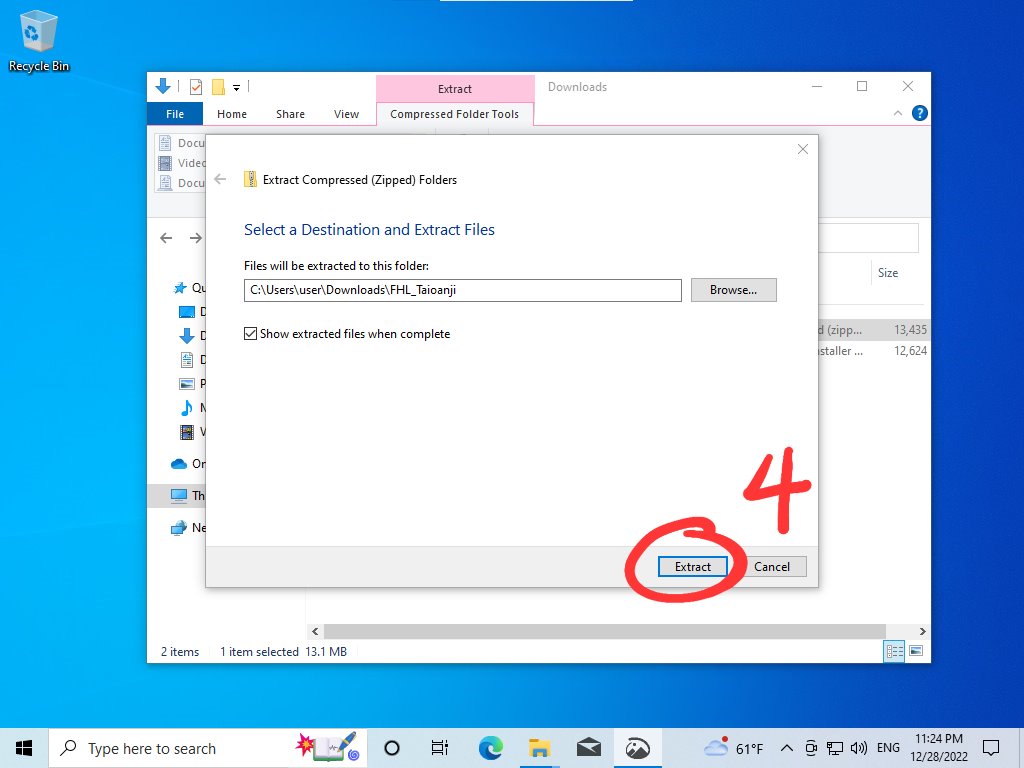 Recycle Bin
Extract
Downloads
File
Home
Share
View
Compressed Folder Tools
Docu
Video
Docu
Extract Compressed (Zipped) Folders
Select a Destination and Extract Files
Files will be extracted to this folder:
C:\Users\user\Downloads\FHL_Taioanji
Browse...
Show extracted files when complete
Size
d (zipp...
13,435
nstaller ...
12,624
Qu
D
D
D
P
M
V
On
Th
Ne
4
Extract
Cancel
2 items
1 item selected 13.1 MB
Type here to search
61°F
ENG
11:24 PM
12/28/2022